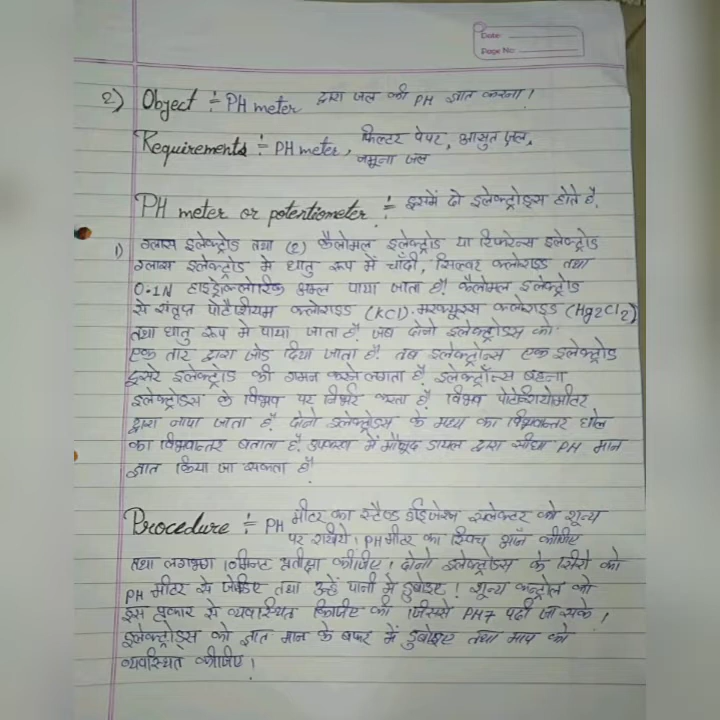 Date:
Page No:
2) Object ÷ PH meter द्वारा जल की PH ज्ञात करना।
Requirements ÷ PH meter, फिल्टर पेपर, आसुत जल,
नमूना जल
PH meter or potentiometer ÷ इसमें दो इलेक्ट्रोड्स होते है.
1) ग्लास इलेक्ट्रोड तथा (2) कैलोमल इलेक्ट्रोड या रिफरेन्स इलेक्ट्रोड
ग्लास इलेक्ट्रोड मे धातु रूप में चाँदी, सिल्वर क्लोराइड तथा
0.1N हाइड्रोक्लोरिक अम्ल पाया जाता है। कैलोमल इलेक्ट्रोड
से संतृप्त पोटैशीयम क्लोराइड (KCl). मरक्यूरस क्लोराइड (Hg2Cl2)
तथा धातु रूप मे पाया जाता है. जब दोनो इलेक्ट्रोडस को
एक तार द्वारा जोड दिया जाता है। तब इलेक्ट्रोन्स एक इलेक्ट्रोड
दूसरे इलेक्ट्रोड की गमन करने लगता है इलेक्ट्रॉन्स बहना
इलेक्ट्रोडस के विभव पर निर्भर करता है। विभव पोटेन्शियोमीटर
द्वारा नापा जाता है. दोनो इलेक्ट्रोडस के मध्य का विभवान्तर घोल
का विभवान्तर बताता है. उपकरण में मौजूद डायल द्वारा सीधा PH मान
ज्ञात किया जा सकता है।
Procedure ÷ PH मीटर का स्टैण्ड सलेक्टर को शून्य
पर राखिये। PH मीटर का स्विच ऑन कीजिए
तथा लगभग 10 मिनट प्रतीक्षा कीजिए। दोनो इलेक्ट्रोडस के सिरो को
PH मीटर से जोडिए तथा उन्हें पानी में डुबोइए। शून्य कन्ट्रोल को
इस प्रकार से व्यवस्थित किजिए की जिससे PH7 पढी जा सके।
इलेक्ट्रोड्स को ज्ञात मान के बफर में डुबोइए तथा माप को
व्यवस्थित कीजिए।